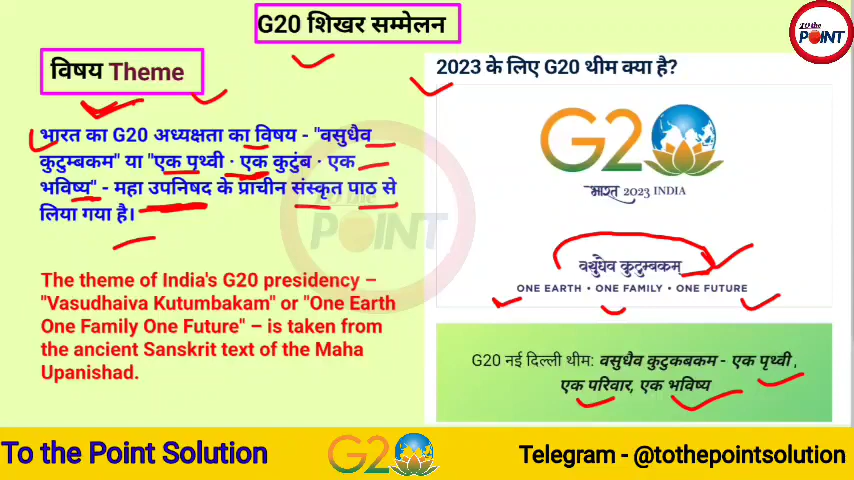 G20 शिखर सम्मेलन
TO the
POINT
विषय Theme
भारत का G20 अध्यक्षता का विषय - "वसुधैव
कुटुम्बकम" या "एक पृथ्वी · एक कुटुंब · एक
भविष्य" - महा उपनिषद के प्राचीन संस्कृत पाठ से
लिया गया है।
TO the
POINT
The theme of India's G20 presidency –
"Vasudhaiva Kutumbakam" or "One Earth
One Family One Future" – is taken from
the ancient Sanskrit text of the Maha
Upanishad.
2023 के लिए G20 थीम क्या है?
G20
भारत 2023 INDIA
वसुधैव कुटुम्बकम्
ONE EARTH • ONE FAMILY • ONE FUTURE
G20 नई दिल्ली थीम: वसुधैव कुटुकबकम - एक पृथ्वी,
एक परिवार, एक भविष्य
To the Point Solution
G20
Telegram - @tothepointsolution